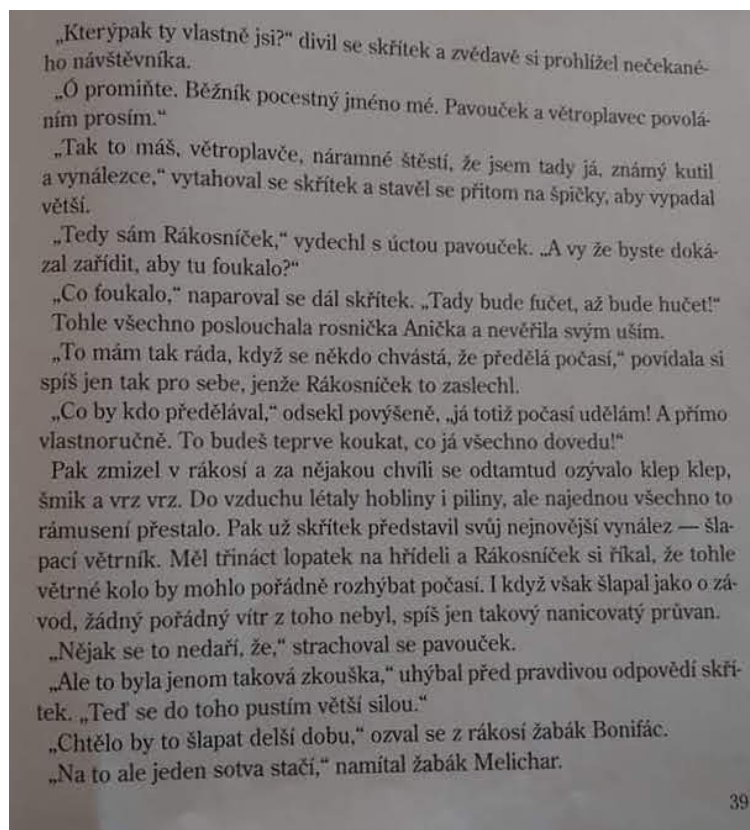 „Kterýpak ty vlastně jsi?“ divil se skřítek a zvědavě si prohlížel nečekané-
ho návštěvníka.
„Ó promiňte. Běžník pocestný jméno mé. Pavouček a větroplavec povolá-
ním prosím.“
„Tak to máš, větroplavče, náramné štěstí, že jsem tady já, známý kutil
a vynálezce,“ vytahoval se skřítek a stavěl se přitom na špičky, aby vypadal
větší.
„Tedy sám Rákosníček,“ vydechl s úctou pavouček. „A vy že byste doká-
zal zařídit, aby tu foukalo?“
„Co foukalo,“ naparoval se dál skřítek. „Tady bude fučet, až bude hučet!“
Tohle všechno poslouchala rosnička Anička a nevěřila svým uším.
„To mám tak ráda, když se někdo chvástá, že předělá počasí,“ povídala si
spíš jen tak pro sebe, jenže Rákosníček to zaslechl.
„Co by kdo předělával,“ odsekl povýšeně, „já totiž počasí udělám! A přímo
vlastnoručně. To budeš teprve koukat, co já všechno dovedu!“
Pak zmizel v rákosí a za nějakou chvíli se odtamtud ozývalo klep klep,
šmik a vrz vrz. Do vzduchu létaly hobliny i piliny, ale najednou všechno to
rámusení přestalo. Pak už skřítek představil svůj nejnovější vynález — šla-
pací větrník. Měl třináct lopatek na hřídeli a Rákosníček si říkal, že tohle
větrné kolo by mohlo pořádně rozhýbat počasí. I když však šlapal jako o zá-
vod, žádný pořádný vítr z toho nebyl, spíš jen takový nanicovatý průvan.
„Nějak se to nedaří, že,“ strachoval se pavouček.
„Ale to byla jenom taková zkouška,“ uhýbal před pravdivou odpovědí skří-
tek. „Teď se do toho pustím větší silou.“
„Chtělo by to šlapat delší dobu,“ ozval se z rákosí žabák Bonifác.
„Na to ale jeden sotva stačí,“ namítal žabák Melichar.
39